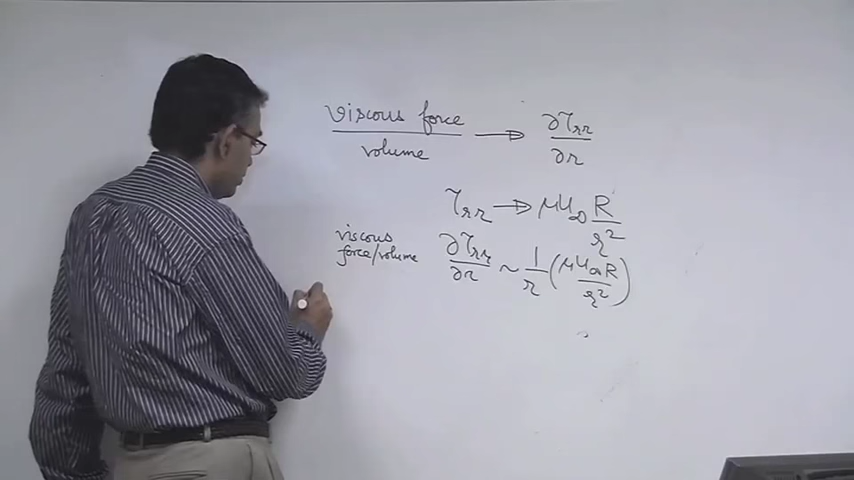 viscous force / volume → ∂τrr / ∂r
τrr → μU∞ R / r²
viscous force/volume ∂τrr / ∂r ~ 1/r (μU∞R / r²)